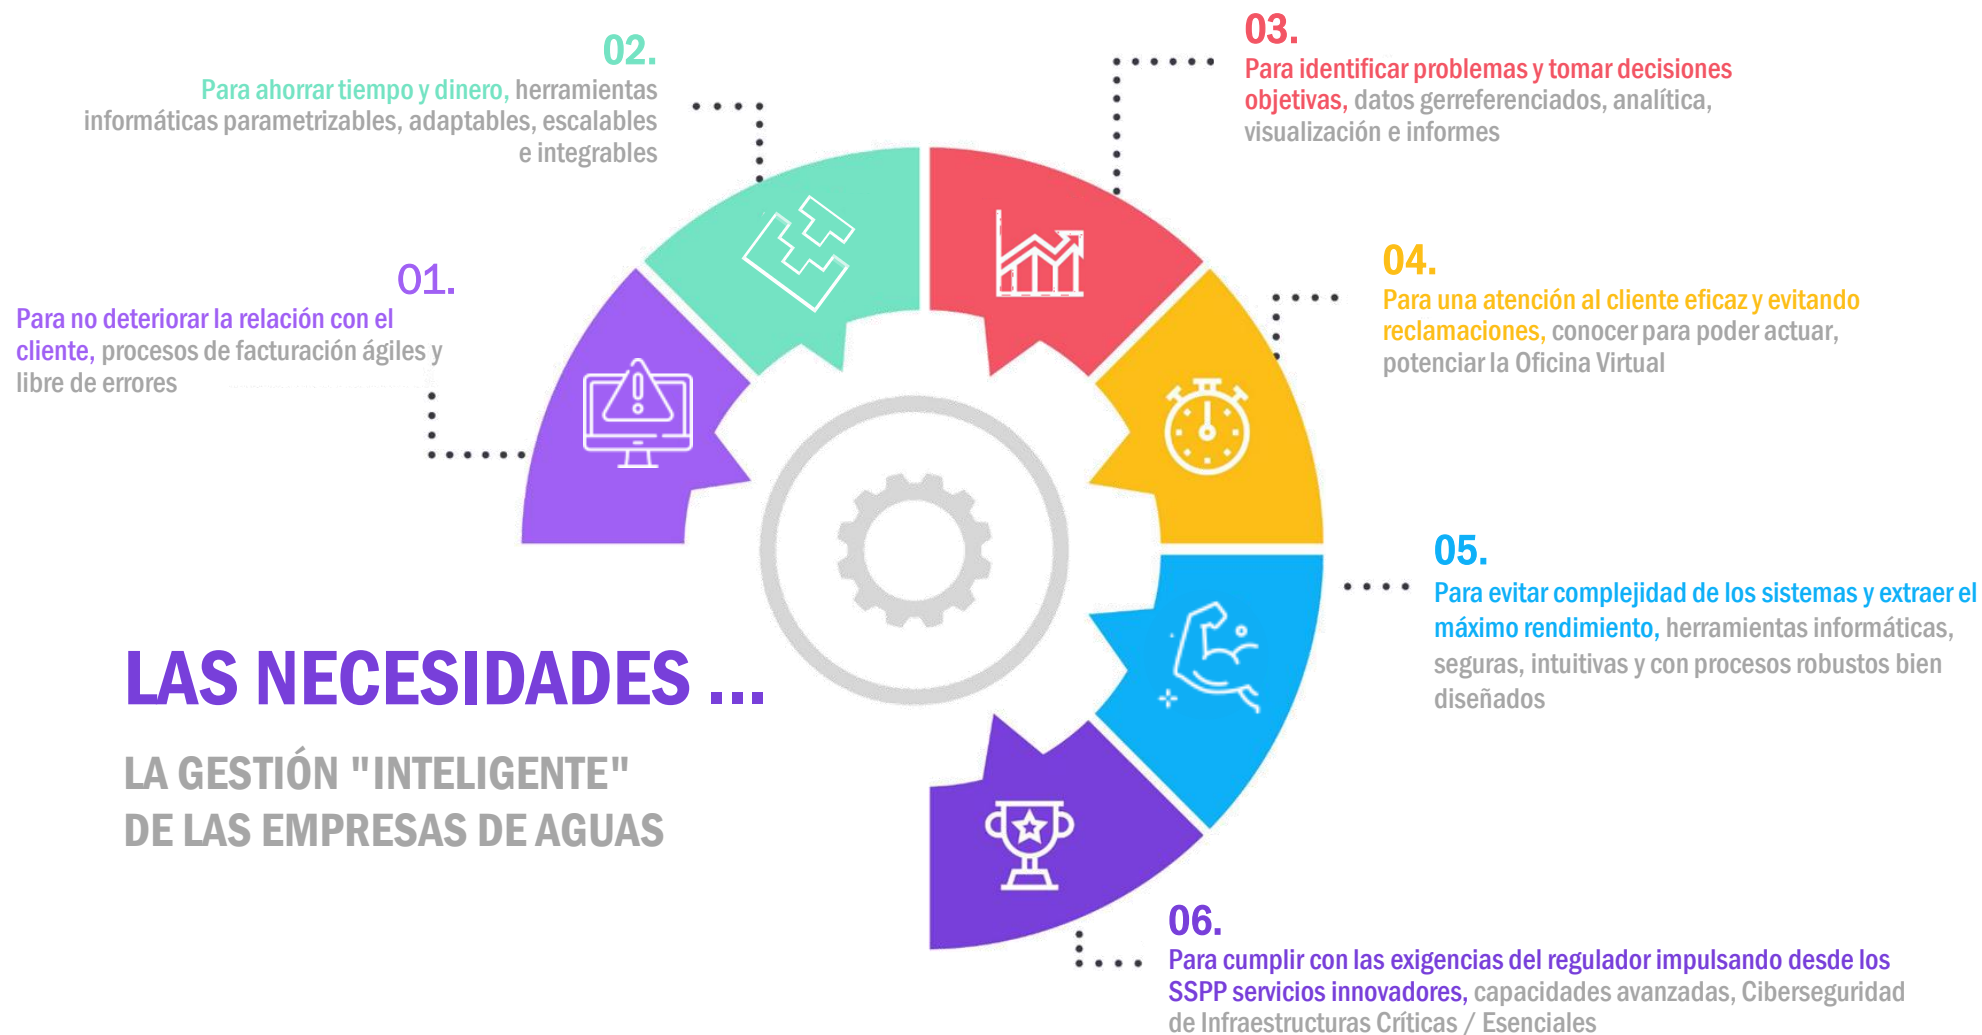 01.
Para no deteriorar la relación con el
cliente, procesos de facturación ágiles y
libre de errores
02.
Para ahorrar tiempo y dinero, herramientas
informáticas parametrizables, adaptables, escalables
e integrables
03.
Para identificar problemas y tomar decisiones
objetivas, datos gerreferenciados, analítica,
visualización e informes
04.
Para una atención al cliente eficaz y evitando
reclamaciones, conocer para poder actuar,
potenciar la Oficina Virtual
05.
Para evitar complejidad de los sistemas y extraer el
máximo rendimiento, herramientas informáticas,
seguras, intuitivas y con procesos robustos bien
diseñados
06.
Para cumplir con las exigencias del regulador impulsando desde los
SSPP servicios innovadores, capacidades avanzadas, Ciberseguridad
de Infraestructuras Críticas / Esenciales
LAS NECESIDADES ...
LA GESTIÓN "INTELIGENTE"
DE LAS EMPRESAS DE AGUAS